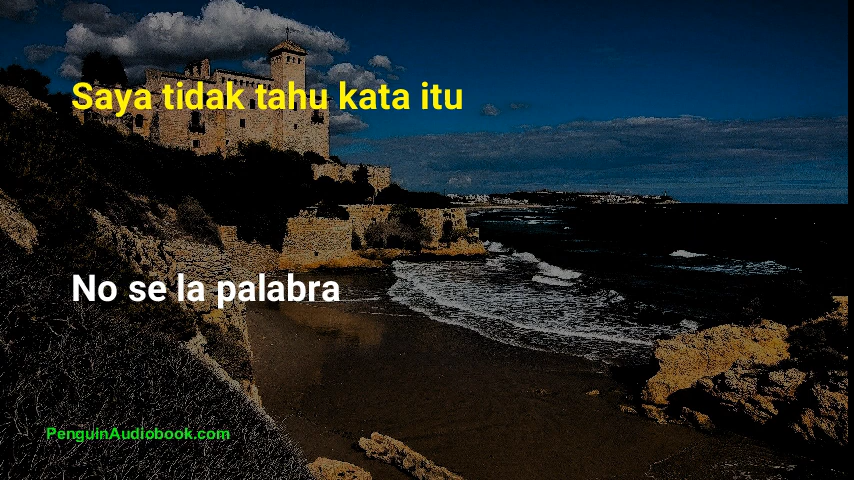 Saya tidak tahu kata itu
No se la palabra
PenguinAudiobook.com